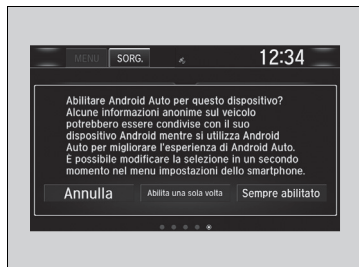 MENU SORG. 12:34
Abilitare Android Auto per questo dispositivo?
Alcune informazioni anonime sul veicolo
potrebbero essere condivise con il suo
dispositivo Android mentre si utilizza Android
Auto per migliorare l'esperienza di Android Auto.
È possibile modificare la selezione in un secondo
momento nel menu impostazioni dello smartphone.
Annulla Abilita una sola volta Sempre abilitato